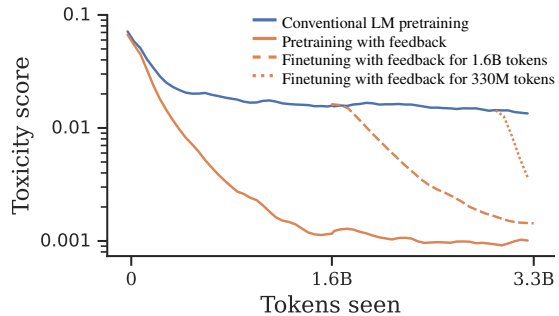 0.1
Conventional LM pretraining
Pretraining with feedback
Finetuning with feedback for 1.6B tokens
Finetuning with feedback for 330M tokens
Toxicity score
0.01
0.001
0
1.6B
3.3B
Tokens seen